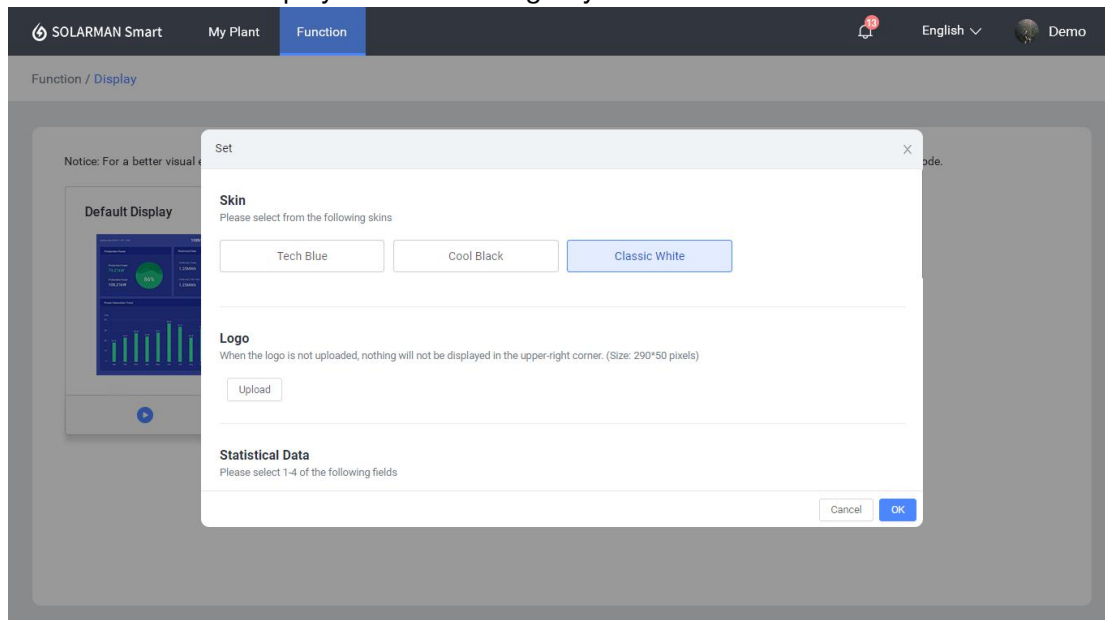 SOLARMAN Smart My Plant Function 13 English Demo
Function / Display
Set
Notice: For a better visual
ode.
Skin
Please select from the following skins
Default Display
Tech Blue Cool Black Classic White
84%
Logo
When the logo is not uploaded, nothing will not be displayed in the upper-right corner. (Size: 290*50 pixels)
Upload
Statistical Data
Please select 1-4 of the following fields
Cancel OK